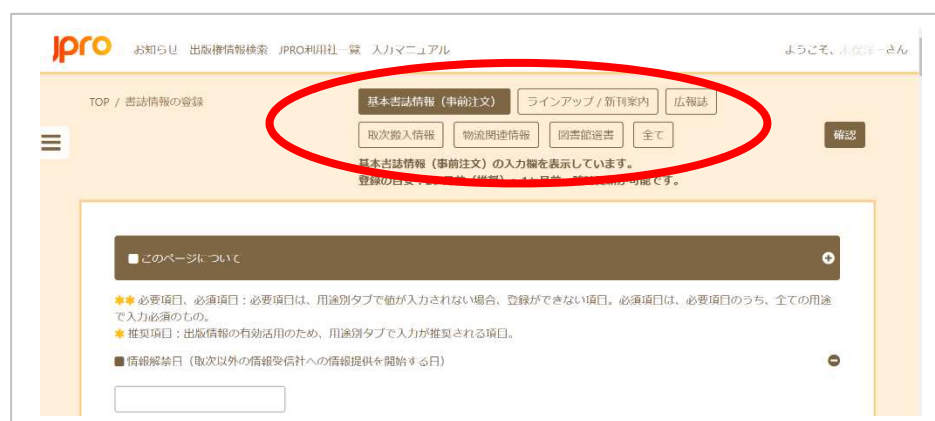 Jpro お知らせ 出版権情報検索 JPRO利用社一覧 入力マニュアル ようこそ、 さん
TOP / 書誌情報の登録
基本書誌情報（事前注文） ラインアップ / 新刊案内 広報誌
取次搬入情報 物流関連情報 図書館選書 全て 確認
基本書誌情報（事前注文）の入力欄を表示しています。
登録の目安： 可能です。
■このページについて
✱✱ 必要項目、必須項目：必要項目は、用途別タブで値が入力されない場合、登録ができない項目。必須項目は、必要項目のうち、全ての用途
で入力必須のもの。
✱ 推奨項目：出版情報の有効活用のため、用途別タブで入力が推奨される項目。
■情報解禁日（取次以外の情報受信社への情報提供を開始する日）